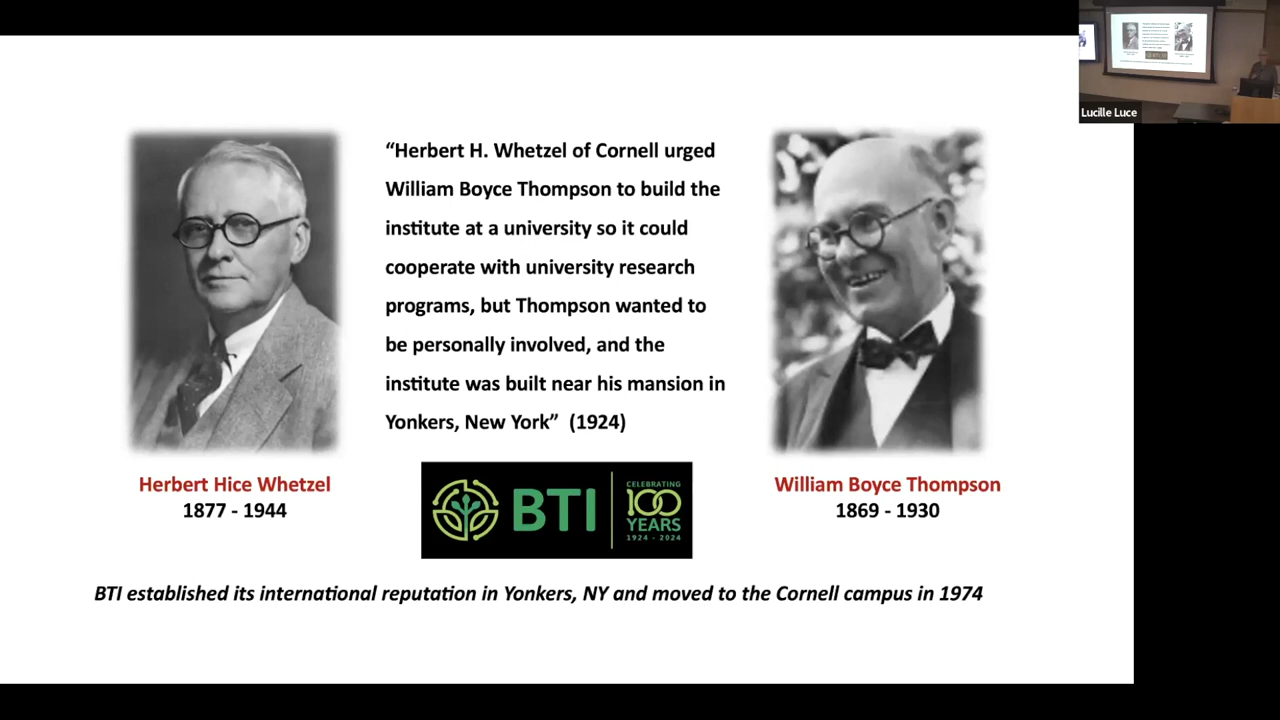 Lucille Luce
“Herbert H. Whetzel of Cornell urged
William Boyce Thompson to build the
institute at a university so it could
cooperate with university research
programs, but Thompson wanted to
be personally involved, and the
institute was built near his mansion in
Yonkers, New York” (1924)
Herbert Hice Whetzel
1877 - 1944
BTI
CELEBRATING
100
YEARS
1924 - 2024
William Boyce Thompson
1869 - 1930
BTI established its international reputation in Yonkers, NY and moved to the Cornell campus in 1974